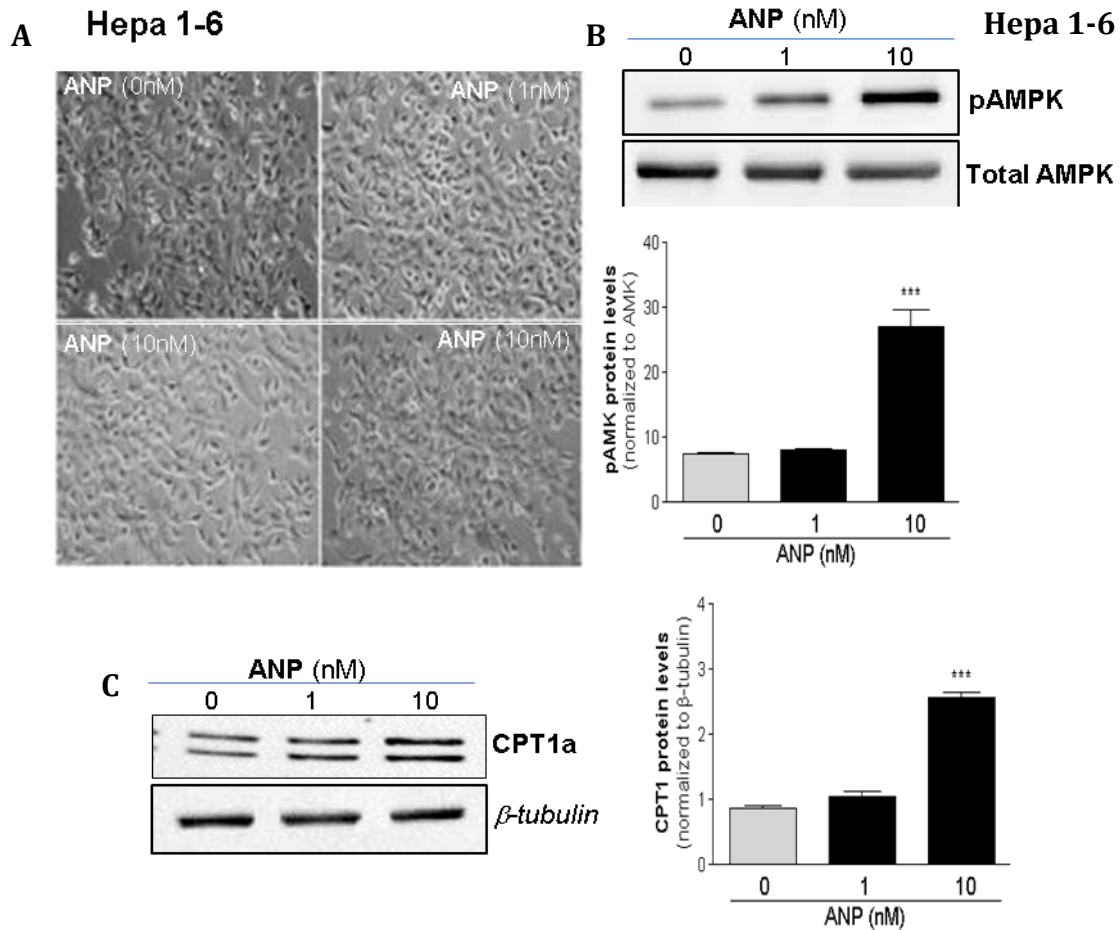 A
Hepa 1-6
ANP (0nM)
ANP (1nM)
ANP (10nM)
ANP (10nM)
B
ANP (nM)
Hepa 1-6
0 1 10
pAMPK
Total AMPK
pAMK protein levels
(normalized to AMK)
40
30
20
10
0
***
0 1 10
ANP (nM)
C
ANP (nM)
0 1 10
CPT1a
β-tubulin
CPT1 protein levels
(normalized to β-tubulin)
4
3
2
1
0
***
0 1 10
ANP (nM)